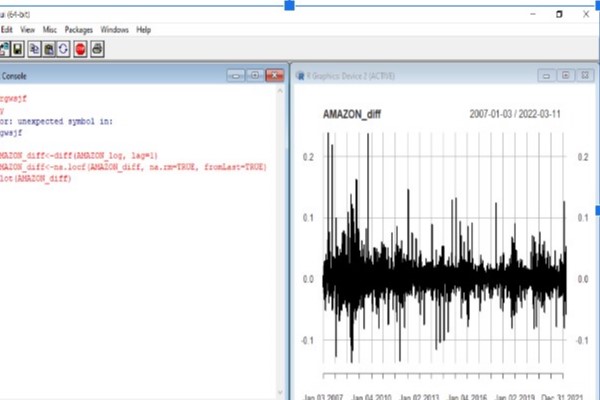 ui (64-bit)
Edit View Misc Packages Windows Help
Console
rgwsjf
y
or: unexpected symbol in:
gwsjf
MAZON_diff<-diff(AMAZON_log, lag=1)
MAZON_diff<-na.locf(AMAZON_diff, na.rm=TRUE, fromLast=TRUE)
lot(AMAZON_diff)
R Graphics: Device 2 (ACTIVE)
AMAZON_diff 2007-01-03 / 2022-03-11
0.2 0.2
0.1 0.1
0.0 0.0
-0.1 -0.1
Jan 03 2007 Jan 04 2010 Jan 02 2013 Jan 04 2016 Jan 02 2019 Dec 31 2021